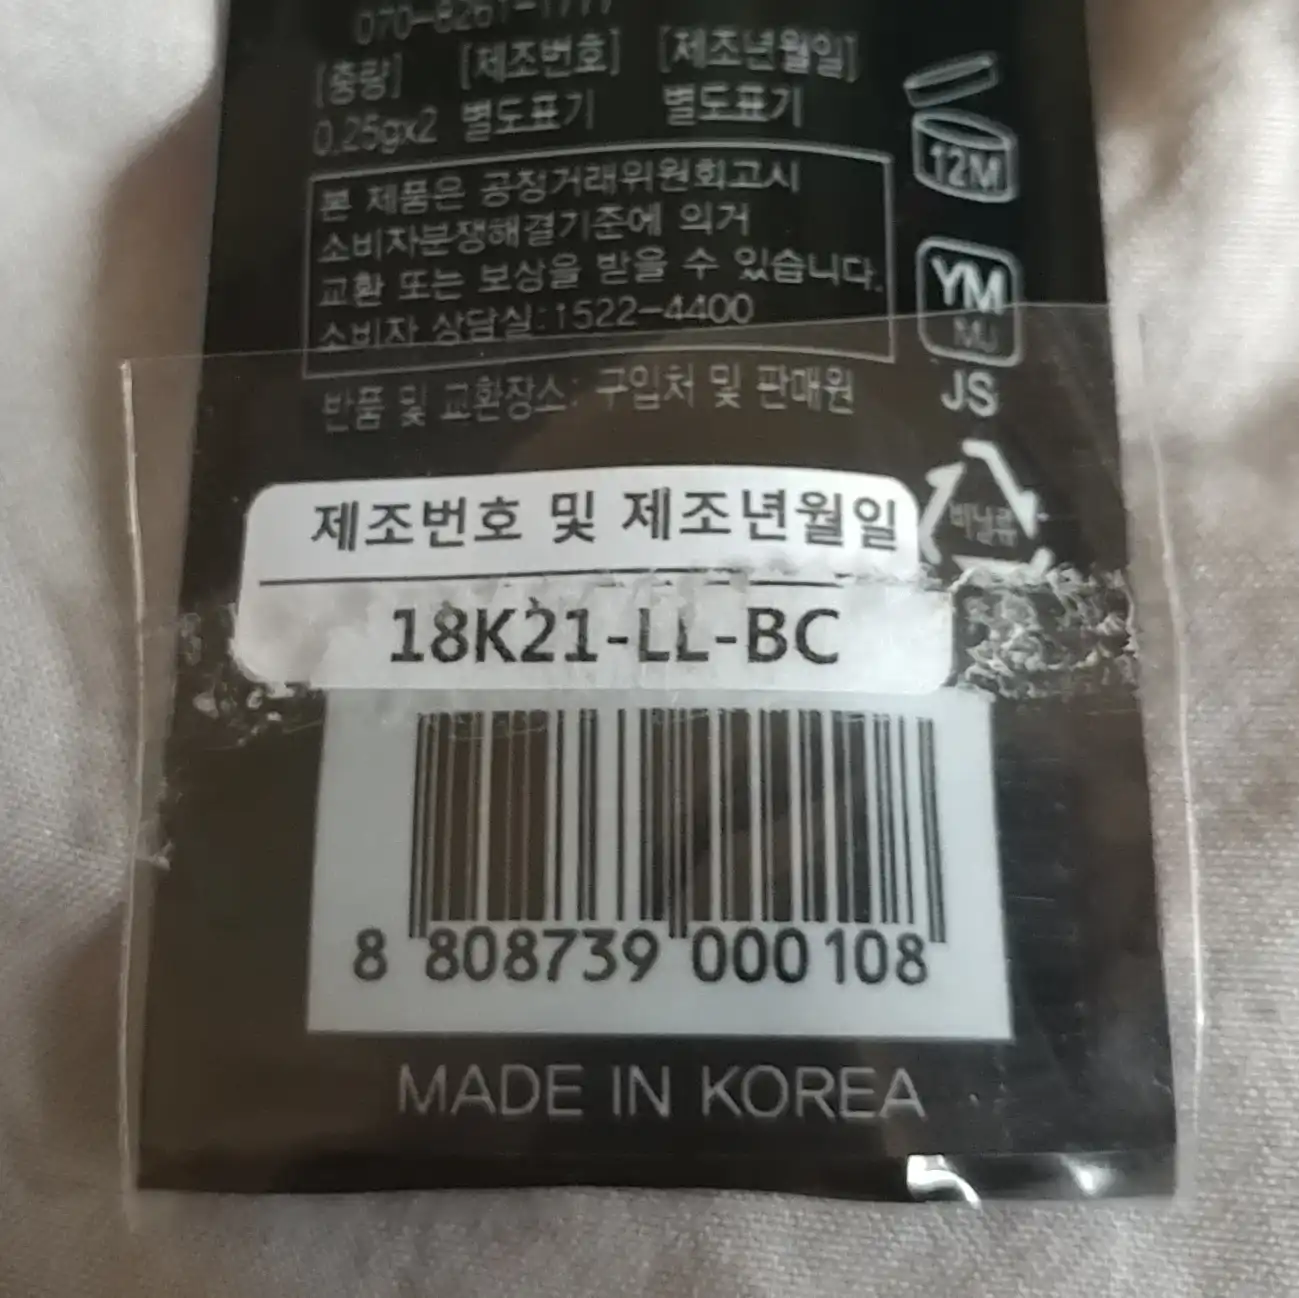 [중량] [제조번호] [제조년월일]
0.25gx2 별도표기 별도표기
12M
본 제품은 공정거래위원회고시
소비자분쟁해결기준에 의거
교환 또는 보상을 받을 수 있습니다.
소비자 상담실:1522-4400
YM
MJ
JS
반품 및 교환장소: 구입처 및 판매원
비닐류
제조번호 및 제조년월일
18K21-LL-BC
8 808739 000108
MADE IN KOREA